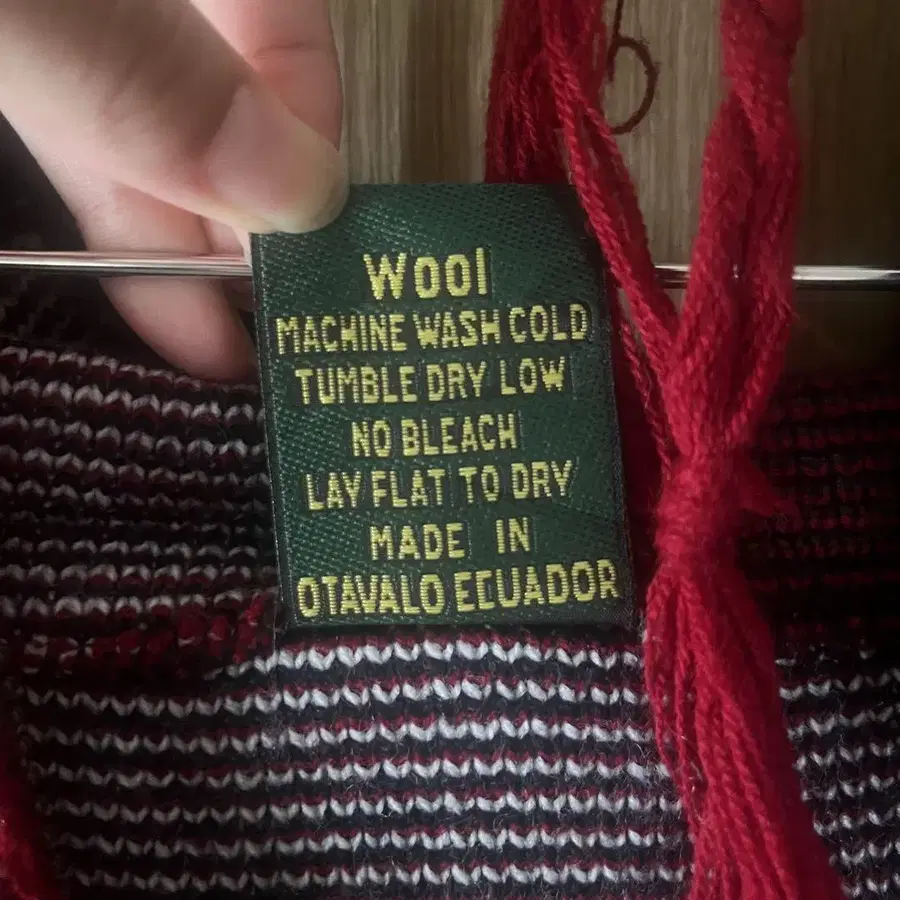 Wool
MACHINE WASH COLD
TUMBLE DRY LOW
NO BLEACH
LAY FLAT TO DRY
MADE IN
OTAVALO ECUADOR